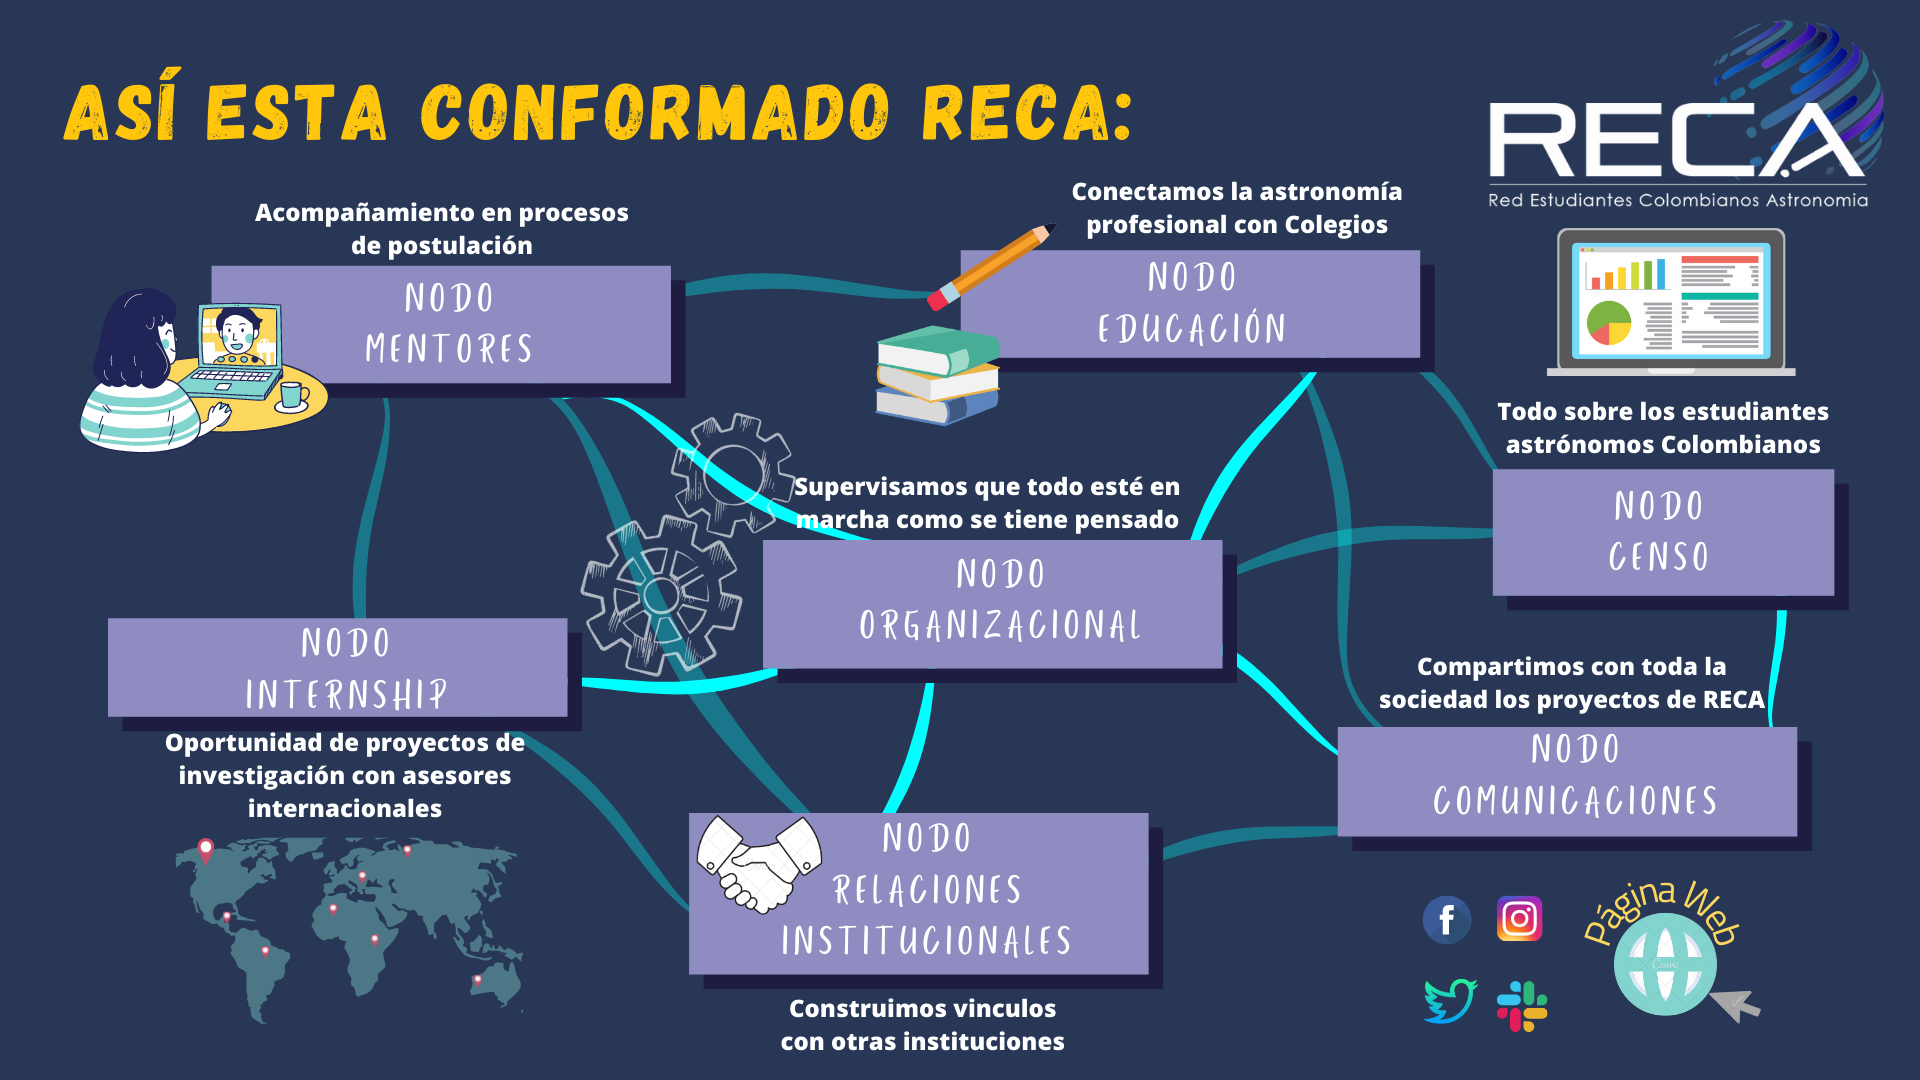 ASÍ ESTA CONFORMADO RECA:
RECA
Red Estudiantes Colombianos Astronomia
Acompañamiento en procesos
de postulación
NODO
MENTORES
Conectamos la astronomía
profesional con Colegios
NODO
EDUCACIÓN
Todo sobre los estudiantes
astrónomos Colombianos
NODO
CENSO
Supervisamos que todo esté en
marcha como se tiene pensado
NODO
ORGANIZACIONAL
NODO
INTERNSHIP
Oportunidad de proyectos de
investigación con asesores
internacionales
Compartimos con toda la
sociedad los proyectos de RECA
NODO
COMUNICACIONES
NODO
RELACIONES
INSTITUCIONALES
Construimos vinculos
con otras instituciones
Página Web
Canva